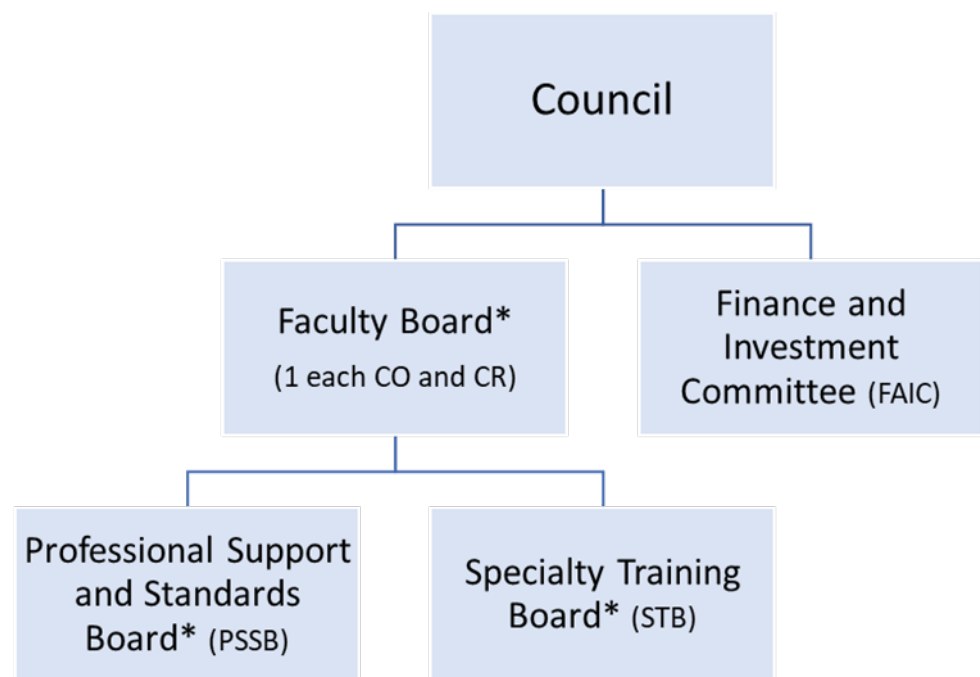 Council
Faculty Board*
(1 each CO and CR)
Finance and
Investment
Committee (FAIC)
Professional Support
and Standards
Board* (PSSB)
Specialty Training
Board* (STB)